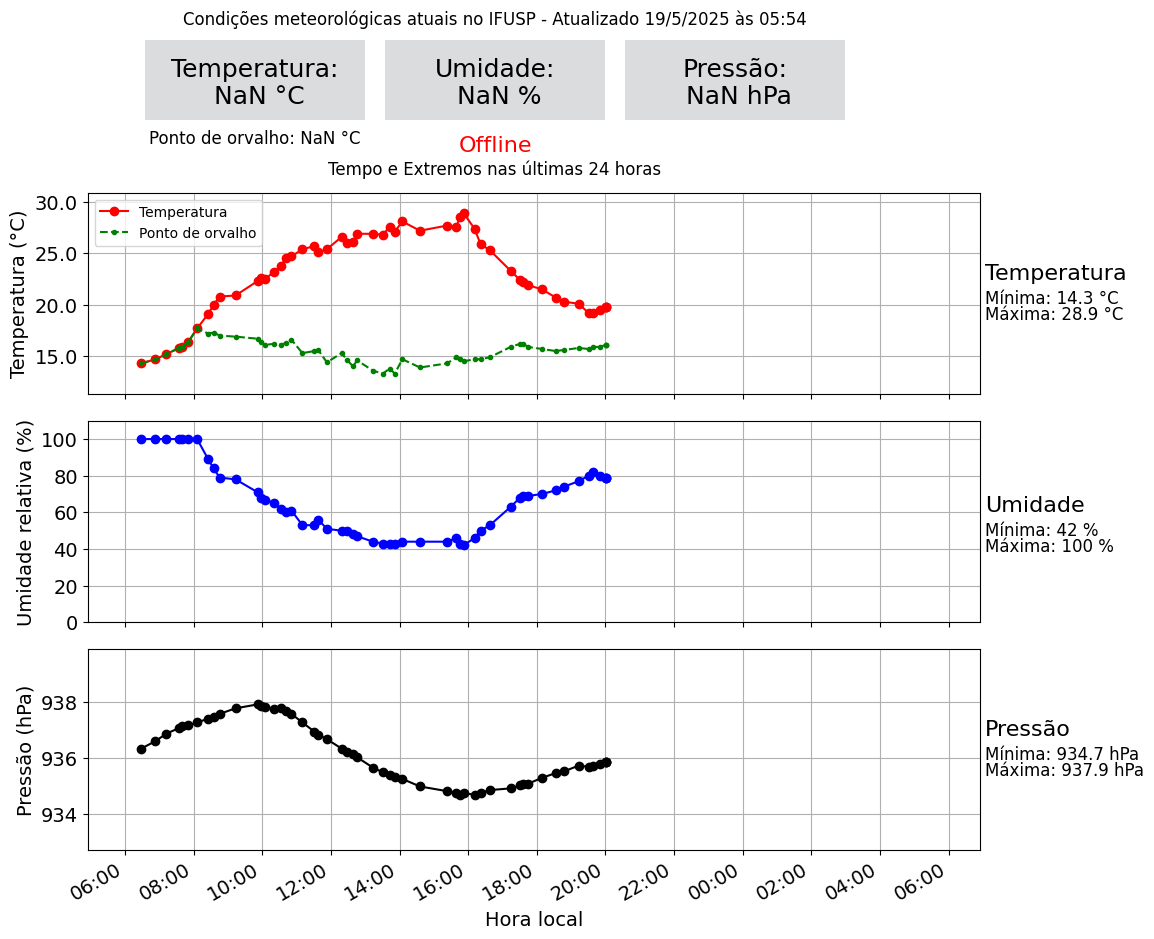 Condições meteorológicas atuais no IFUSP - Atualizado 19/5/2025 às 05:54
Temperatura:
NaN °C
Umidade:
NaN %
Pressão:
NaN hPa
Ponto de orvalho: NaN °C
Offline
Tempo e Extremos nas últimas 24 horas
Temperatura (°C)
30.0
25.0
20.0
15.0
Temperatura
Ponto de orvalho
Temperatura
Mínima: 14.3 °C
Máxima: 28.9 °C
Umidade relativa (%)
100
80
60
40
20
0
Umidade
Mínima: 42 %
Máxima: 100 %
Pressão (hPa)
938
936
934
Pressão
Mínima: 934.7 hPa
Máxima: 937.9 hPa
06:00
08:00
10:00
12:00
14:00
16:00
18:00
20:00
22:00
00:00
02:00
04:00
06:00
Hora local